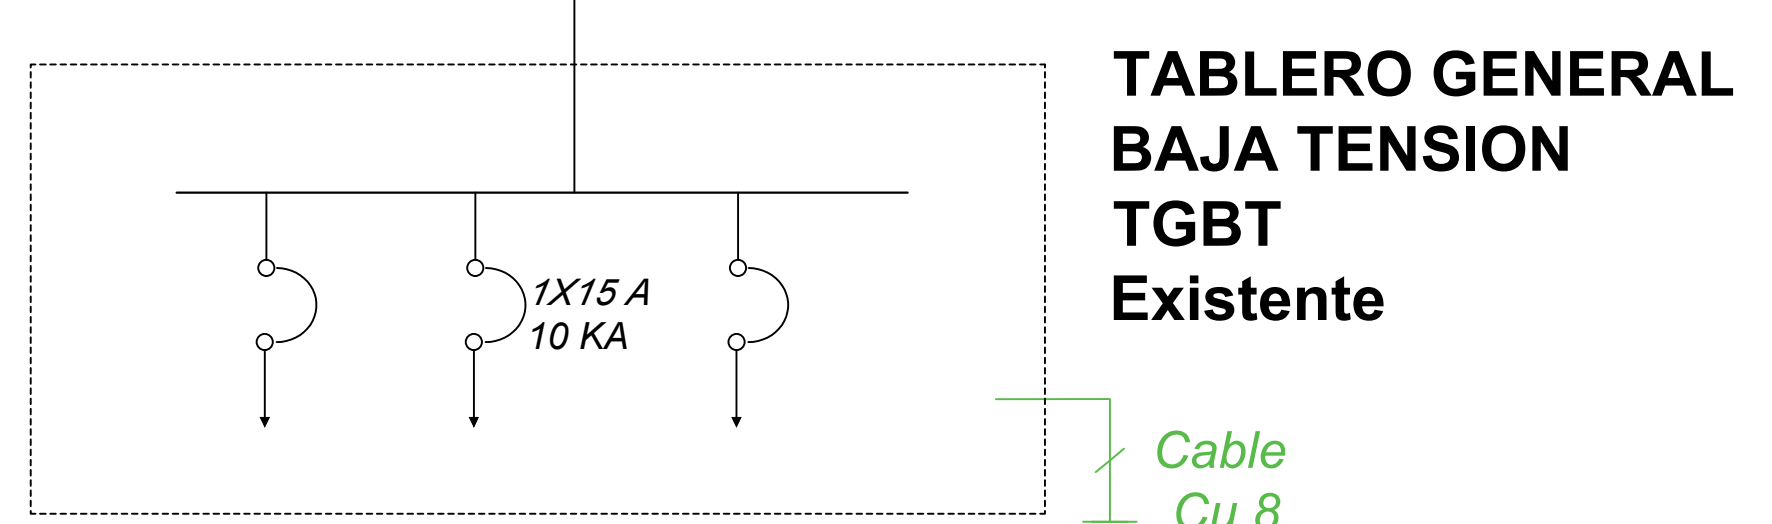 TABLERO GENERAL
BAJA TENSION
TGBT
Existente
1X15 A
10 KA
Cable
Cu 8